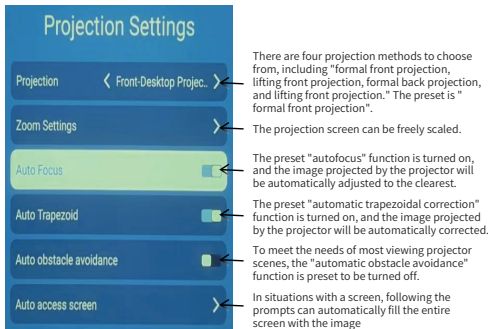 Projection Settings
Projection
Front-Desktop Projec..
There are four projection methods to choose
from, including "formal front projection,
lifting front projection, formal back projection,
and lifting front projection." The preset is "
formal front projection".
Zoom Settings
The projection screen can be freely scaled.
Auto Focus
The preset "autofocus" function is turned on,
and the image projected by the projector will
be automatically adjusted to the clearest.
Auto Trapezoid
The preset "automatic trapezoidal correction"
function is turned on, and the image projected
by the projector will be automatically corrected.
Auto obstacle avoidance
To meet the needs of most viewing projector
scenes, the "automatic obstacle avoidance"
function is preset to be turned off.
Auto access screen
In situations with a screen, following the
prompts can automatically fill the entire
screen with the image